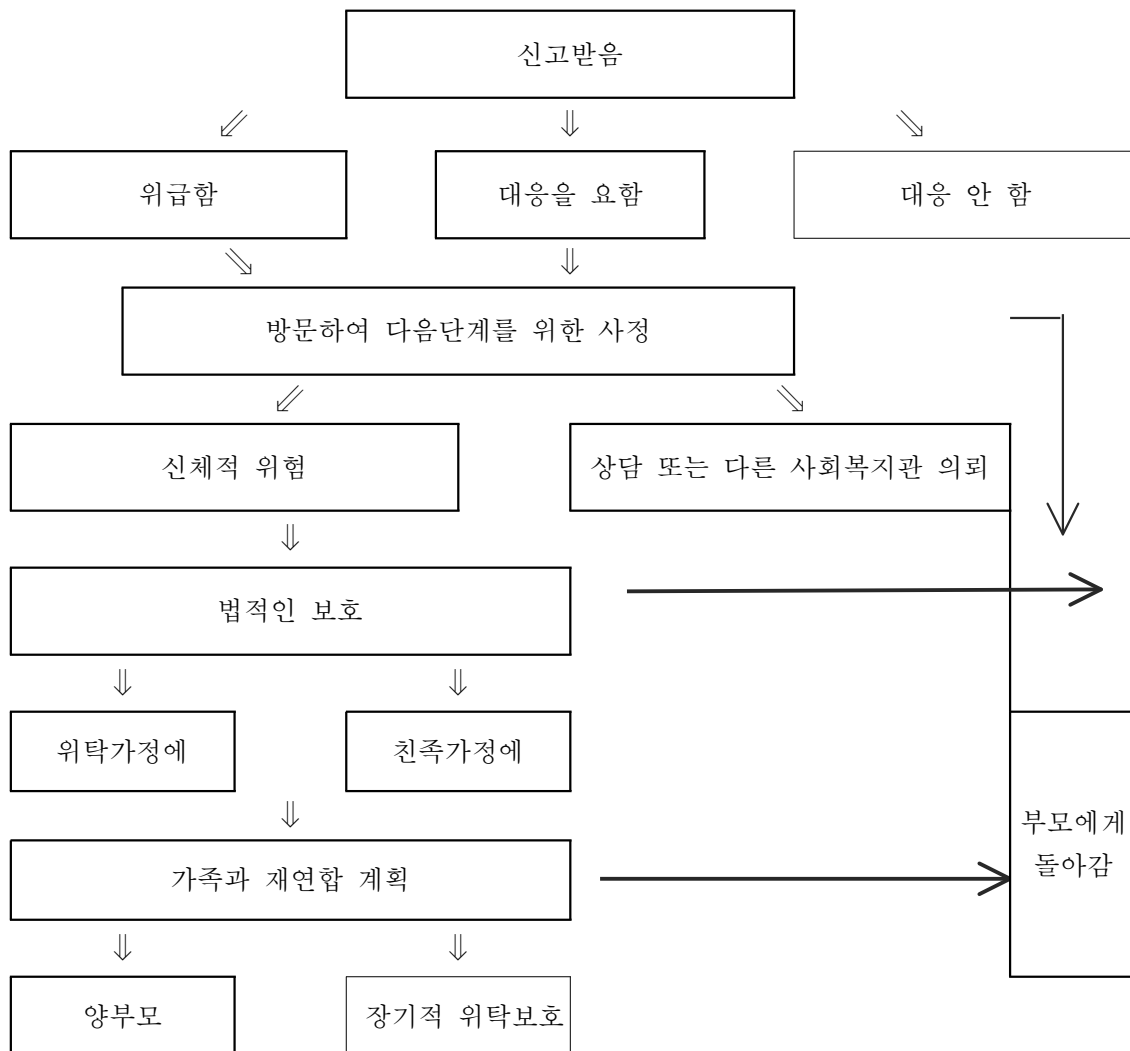 신고받음
위급함
대응을 요함
대응 안 함
방문하여 다음단계를 위한 사정
신체적 위험
상담 또는 다른 사회복지관 의뢰
법적인 보호
위탁가정에
친족가정에
부모에게
돌아감
가족과 재연합 계획
양부모
장기적 위탁보호